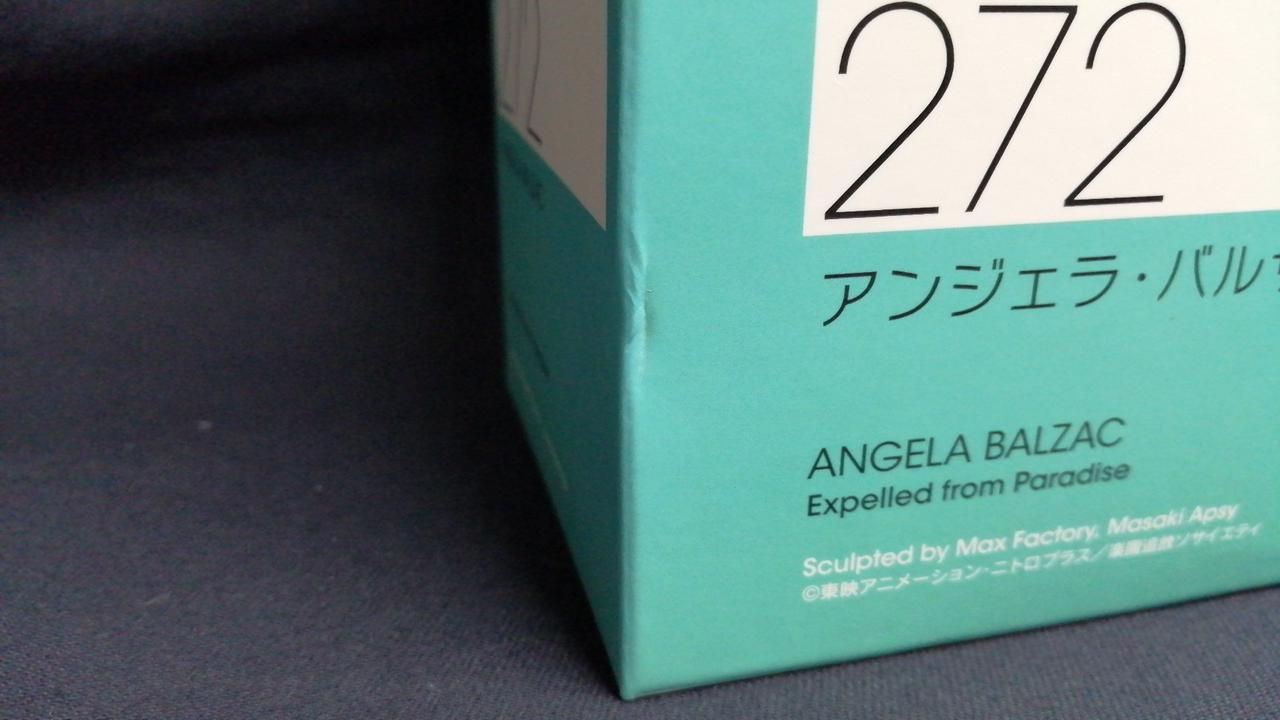 272
アンジェラ・バル
ANGELA BALZAC
Expelled from Paradise
Sculpted by Max Factory, Masaki Apsy
©東映アニメーション・ニトロプラス／楽園追放ソサイエティ